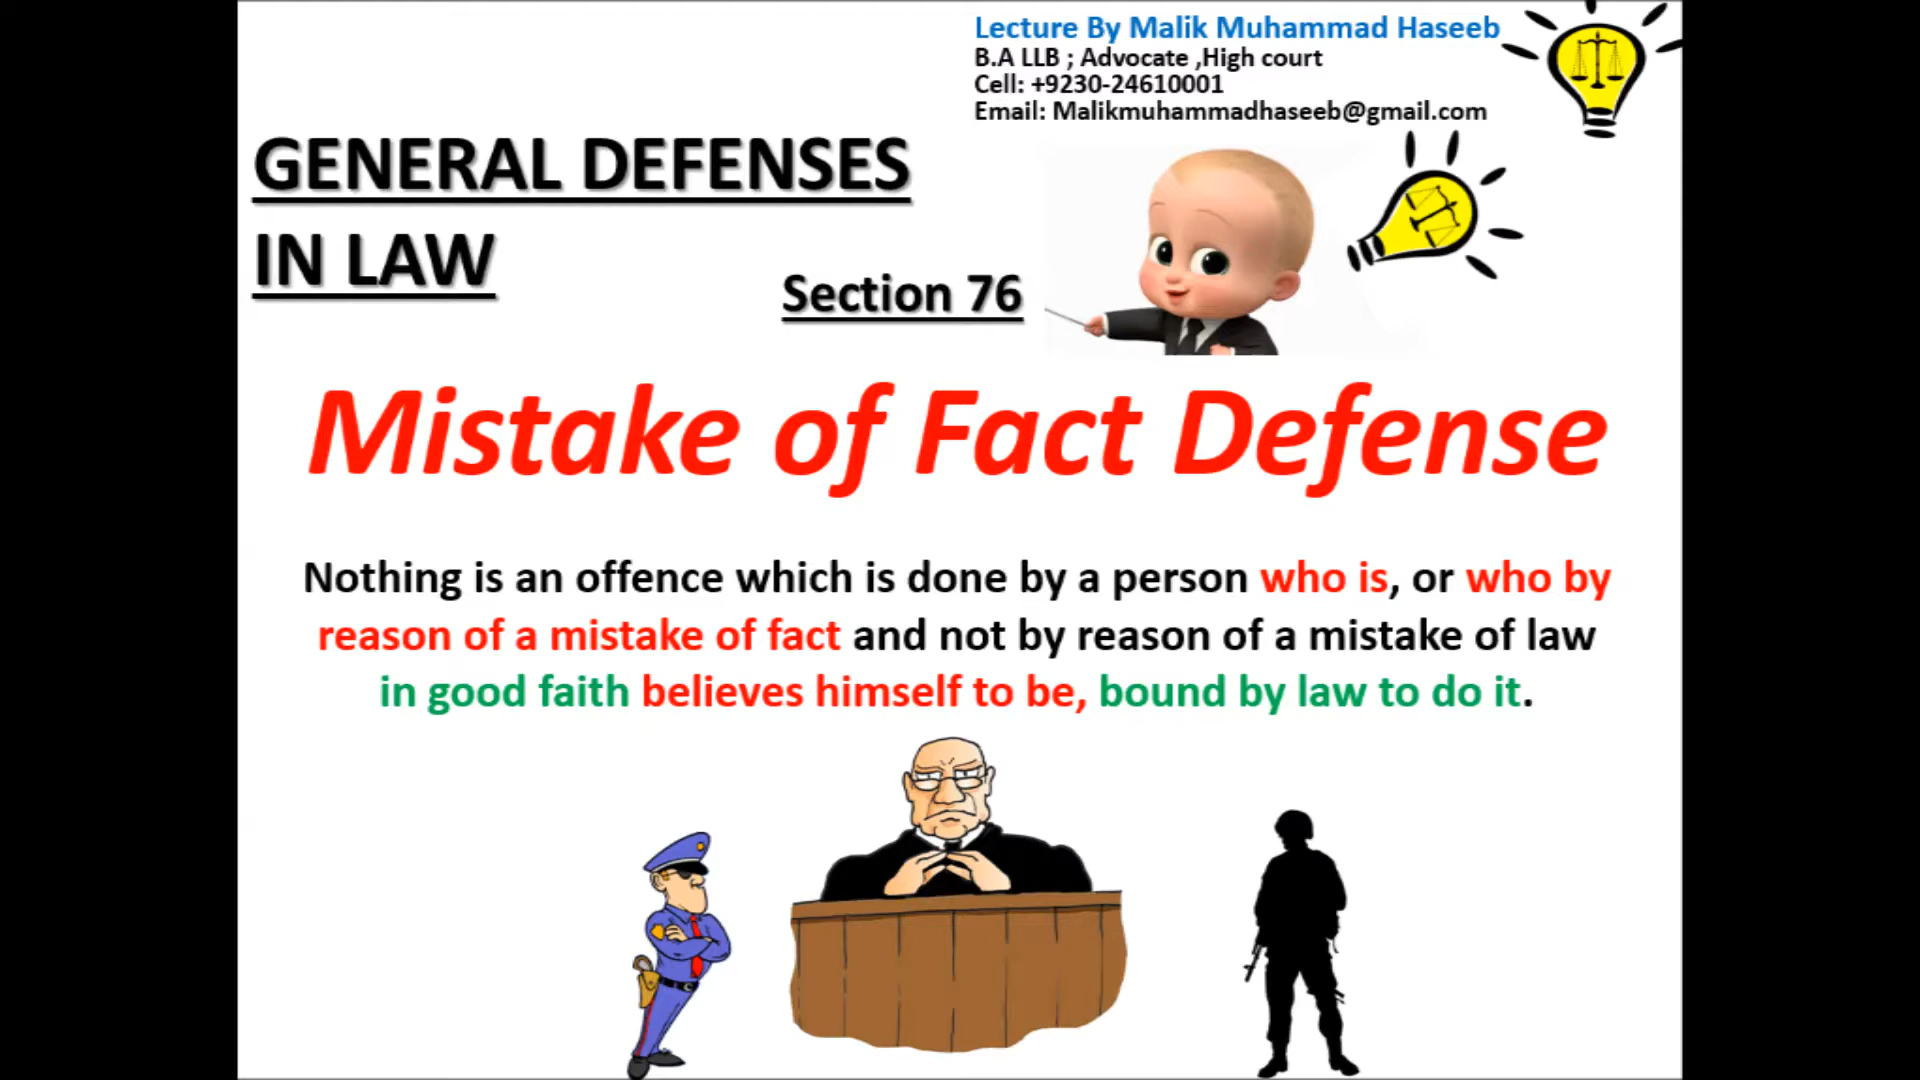 Lecture By Malik Muhammad Haseeb
B.A LLB ; Advocate ,High court
Cell: +9230-24610001
Email: Malikmuhammadhaseeb@gmail.com
GENERAL DEFENSES
IN LAW
Section 76
Mistake of Fact Defense
Nothing is an offence which is done by a person who is, or who by
reason of a mistake of fact and not by reason of a mistake of law
in good faith believes himself to be, bound by law to do it.